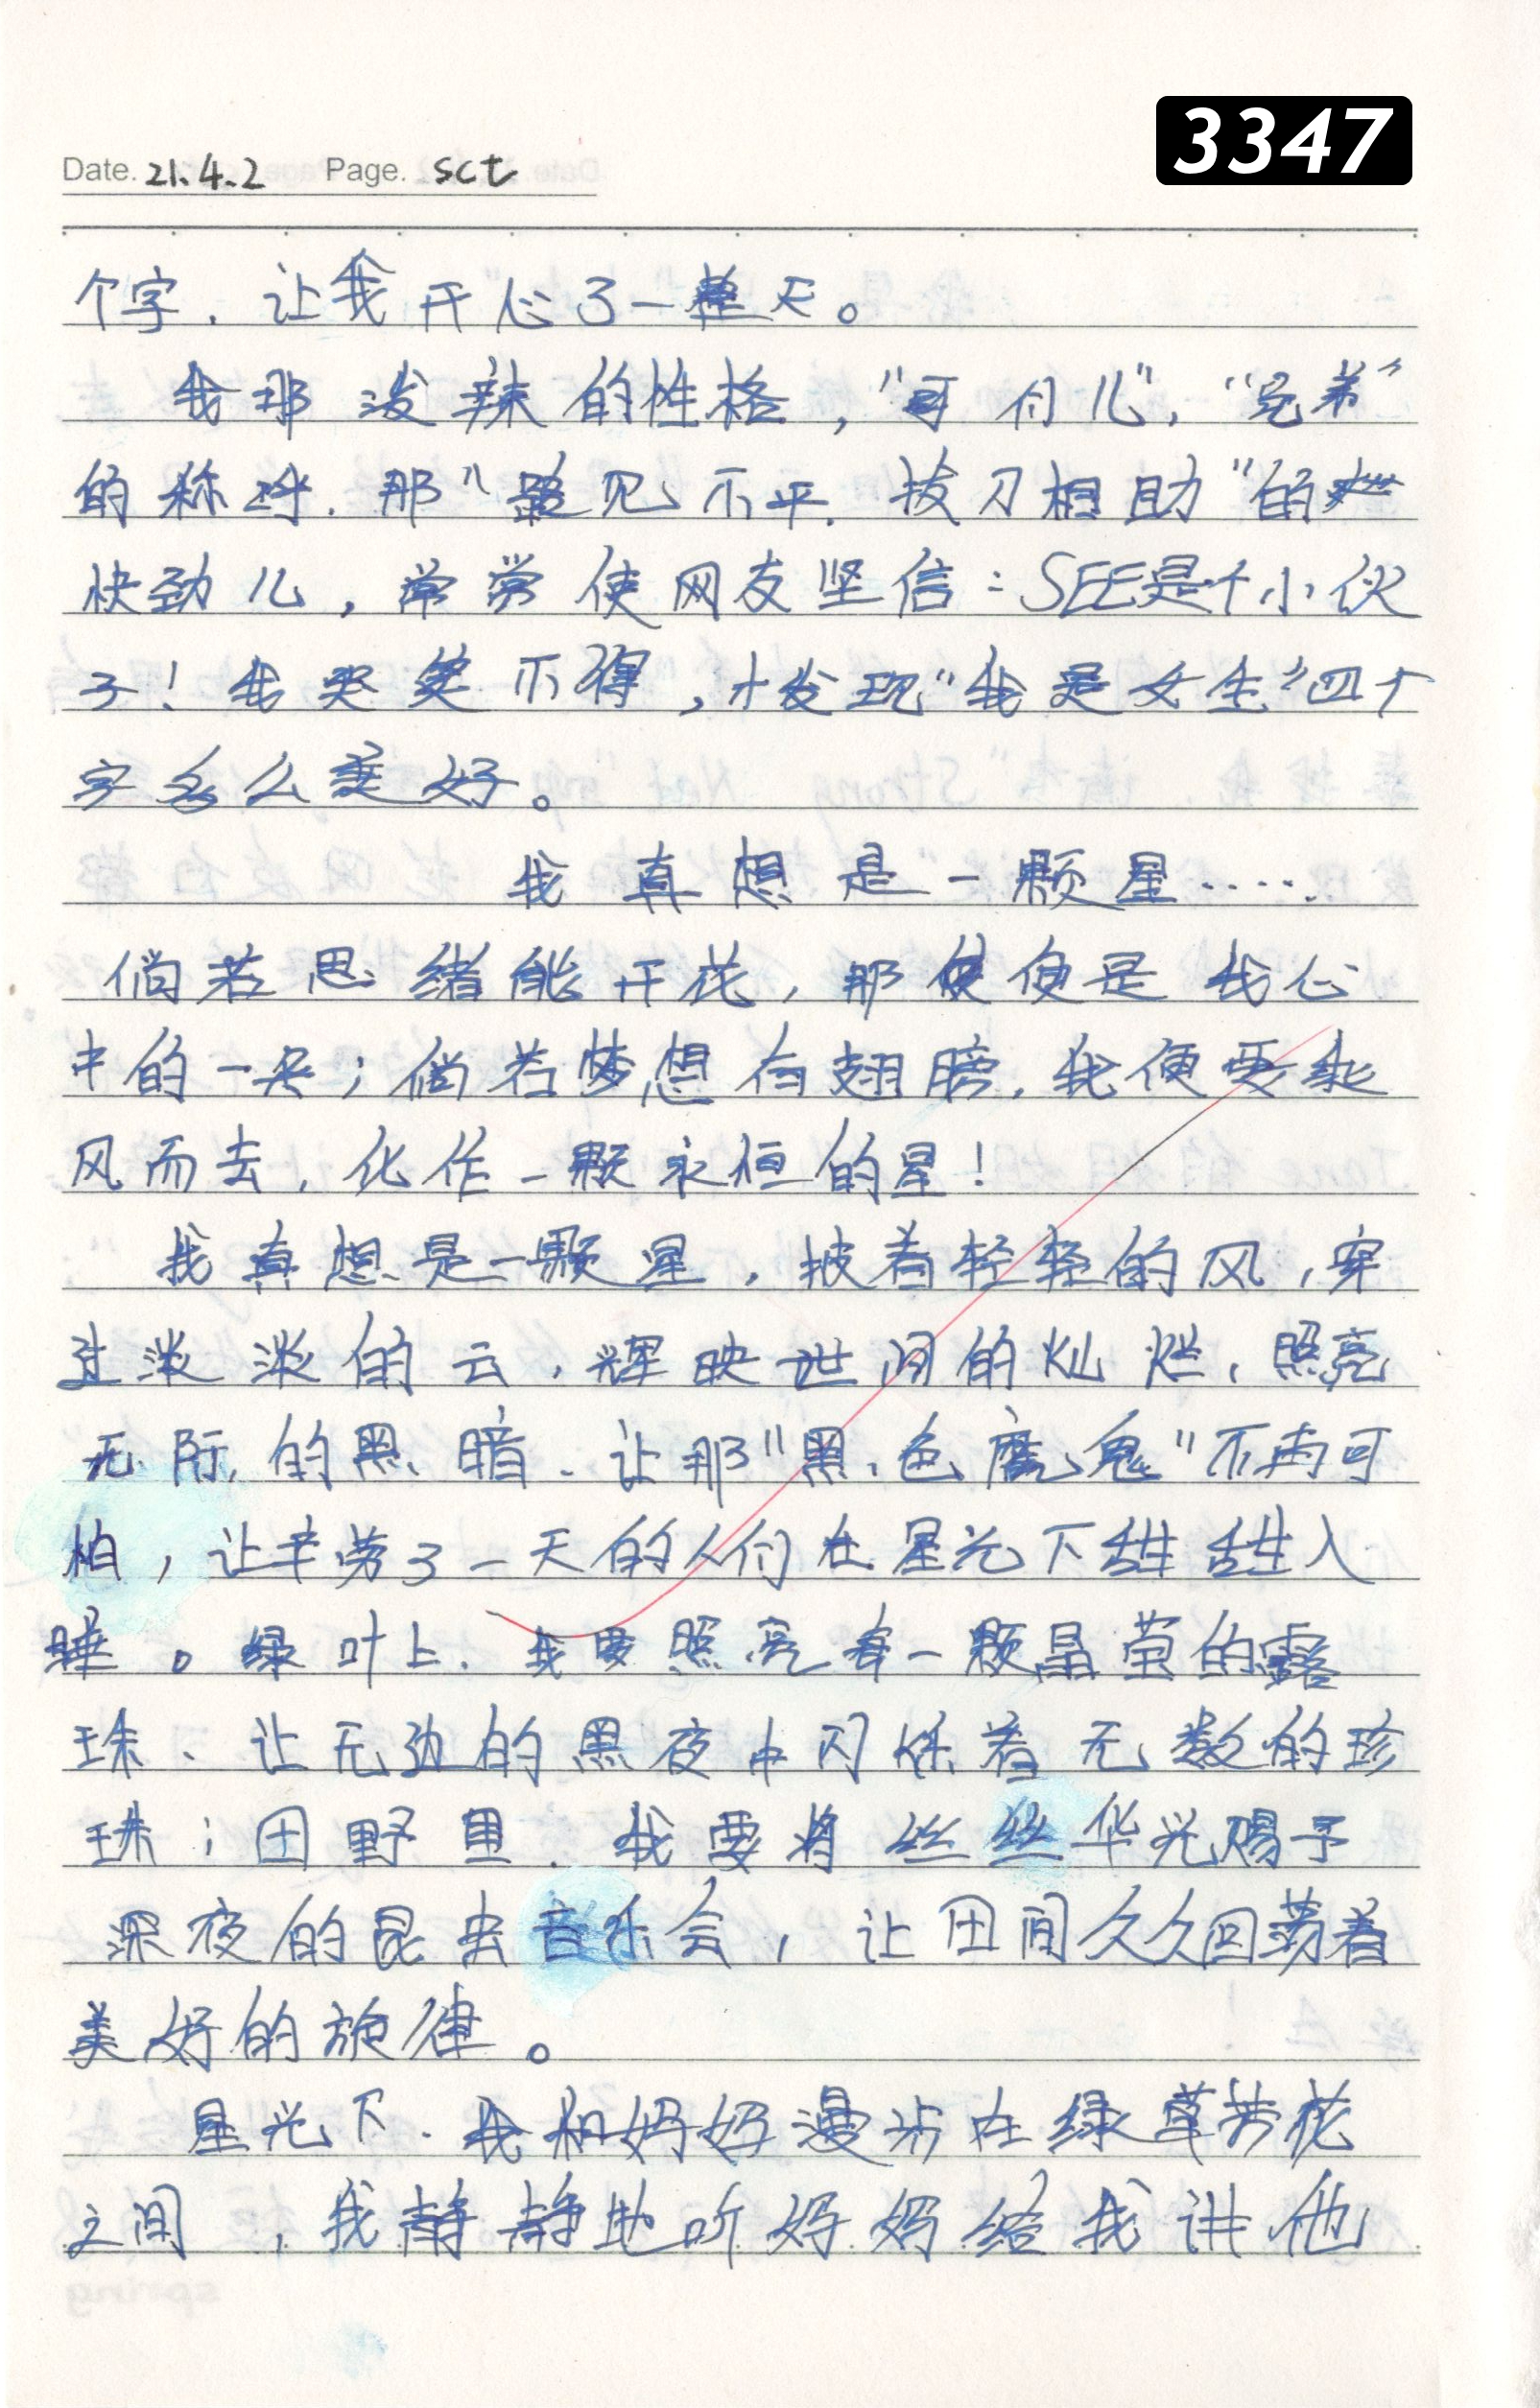 3347
Date. 21.4.2 Page. sct
个字，让我开心了一整天。
我那泼辣的性格，“哥们儿”，“兄弟”
的称呼，那“路见不平，拔刀相助”的
快劲儿，常常使网友坚信：SEE是个小伙
子！我哭笑不得，才发现“我是女生”四个
字多么美好。
我真想是一颗星……
倘若思绪能开花，那便是我心
中的一朵；倘若梦想有翅膀，我便要乘
风而去，化作一颗永恒的星！
我真想是一颗星，披着轻轻的风，穿
过淡淡的云，辉映世间的灿烂，照亮
无际的黑暗，让那“黑色魔鬼”不再可
怕，让辛劳了一天的人们在星光下甜甜入
睡。绿叶上，我要照亮每一颗晶莹的露
珠、让无边的黑夜中闪烁着无数的珍
珠；田野里，我要将丝丝华光赐予
深夜的昆虫音乐会，让田间久久回荡着
美好的旋律。
星光下，我和妈妈漫步在绿草芳花
之间，我静静地听妈妈给我讲他
spring